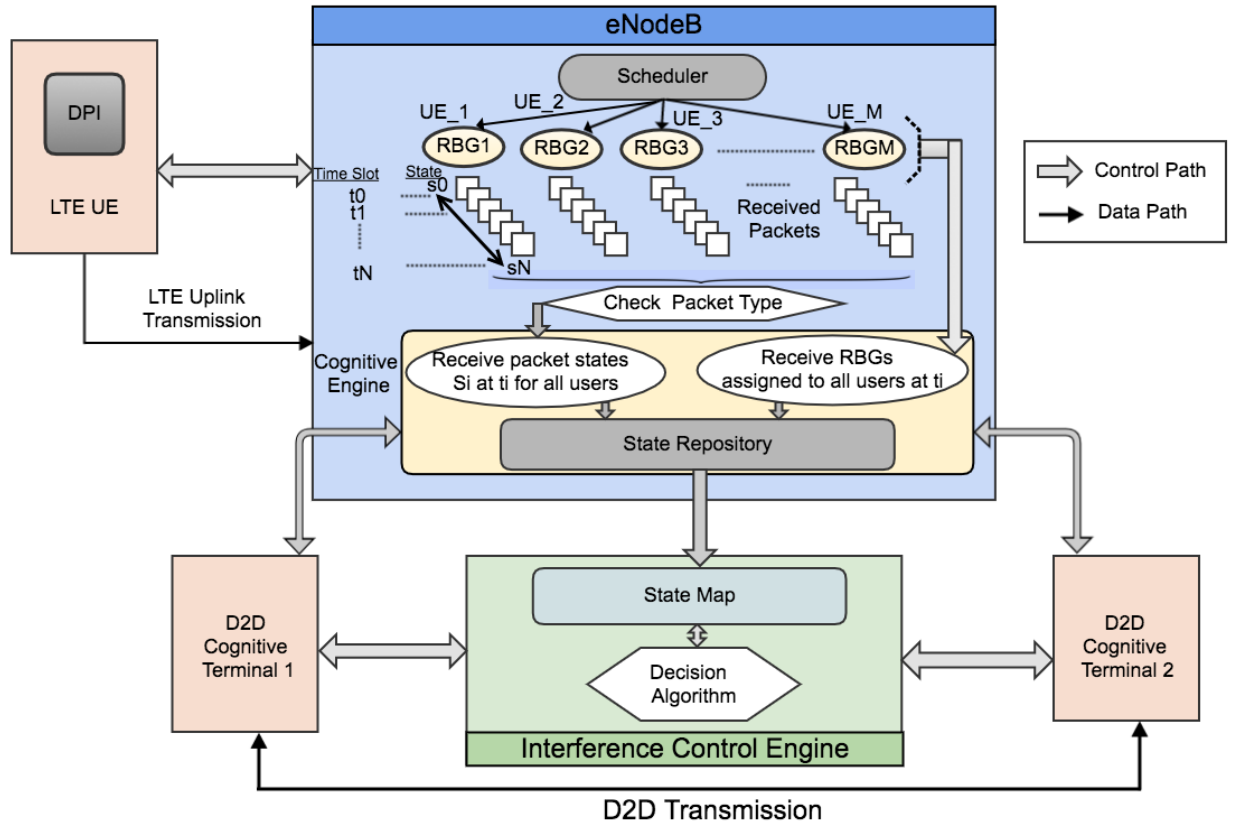 eNodeB
Scheduler
DPI
LTE UE
UE_1
UE_2
UE_3
UE_M
RBG1
RBG2
RBG3
RBGM
Time Slot
State
t0
s0
t1
tN
sN
Received
Packets
Control Path
Data Path
LTE Uplink
Transmission
Check Packet Type
Cognitive
Engine
Receive packet states
Si at ti for all users
Receive RBGs
assigned to all users at ti
State Repository
D2D
Cognitive
Terminal 1
State Map
Decision
Algorithm
D2D
Cognitive
Terminal 2
Interference Control Engine
D2D Transmission